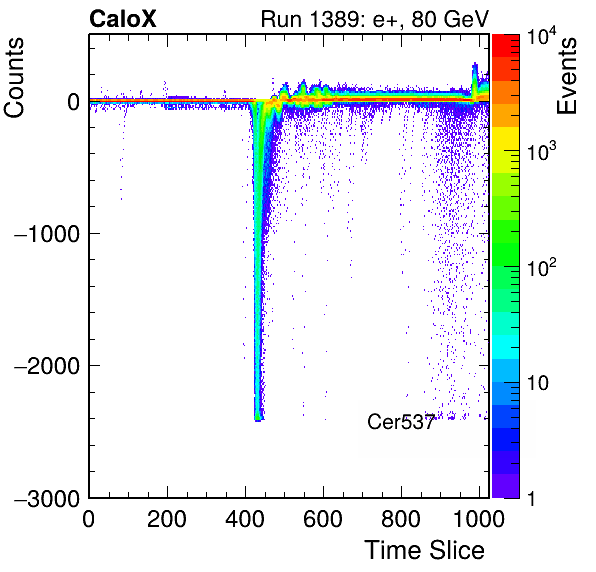 CaloX Run 1389: e+, 80 GeV
Counts
Events
0
−1000
−2000
−3000
0 200 400 600 800 1000
Time Slice
Cer537
10⁴
10³
10²
10
1